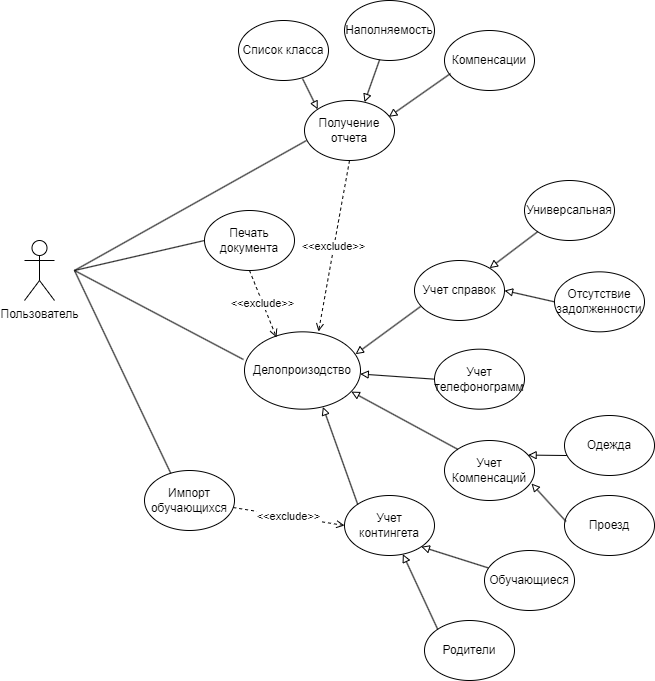 Наполняемость
Список класса
Компенсации
Получение
отчета
Универсальная
Печать
документа
<<exclude>>
Пользователь
<<exclude>>
Учет справок
Отсутствие
задолженности
Делопроизодство
Учет
телефонограмм
Одежда
Учет
Компенсаций
Импорт
обучающихся
<<exclude>>
Учет
контингета
Проезд
Обучающиеся
Родители